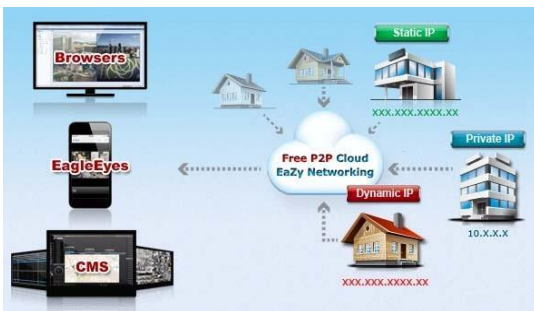 Browsers
Static IP
xxx.xxx.xxxx.xx
Private IP
Free P2P Cloud
EaZy Networking
EagleEyes
Dynamic IP
10.x.x.x
CMS
xxx.xxx.xxxx.xx